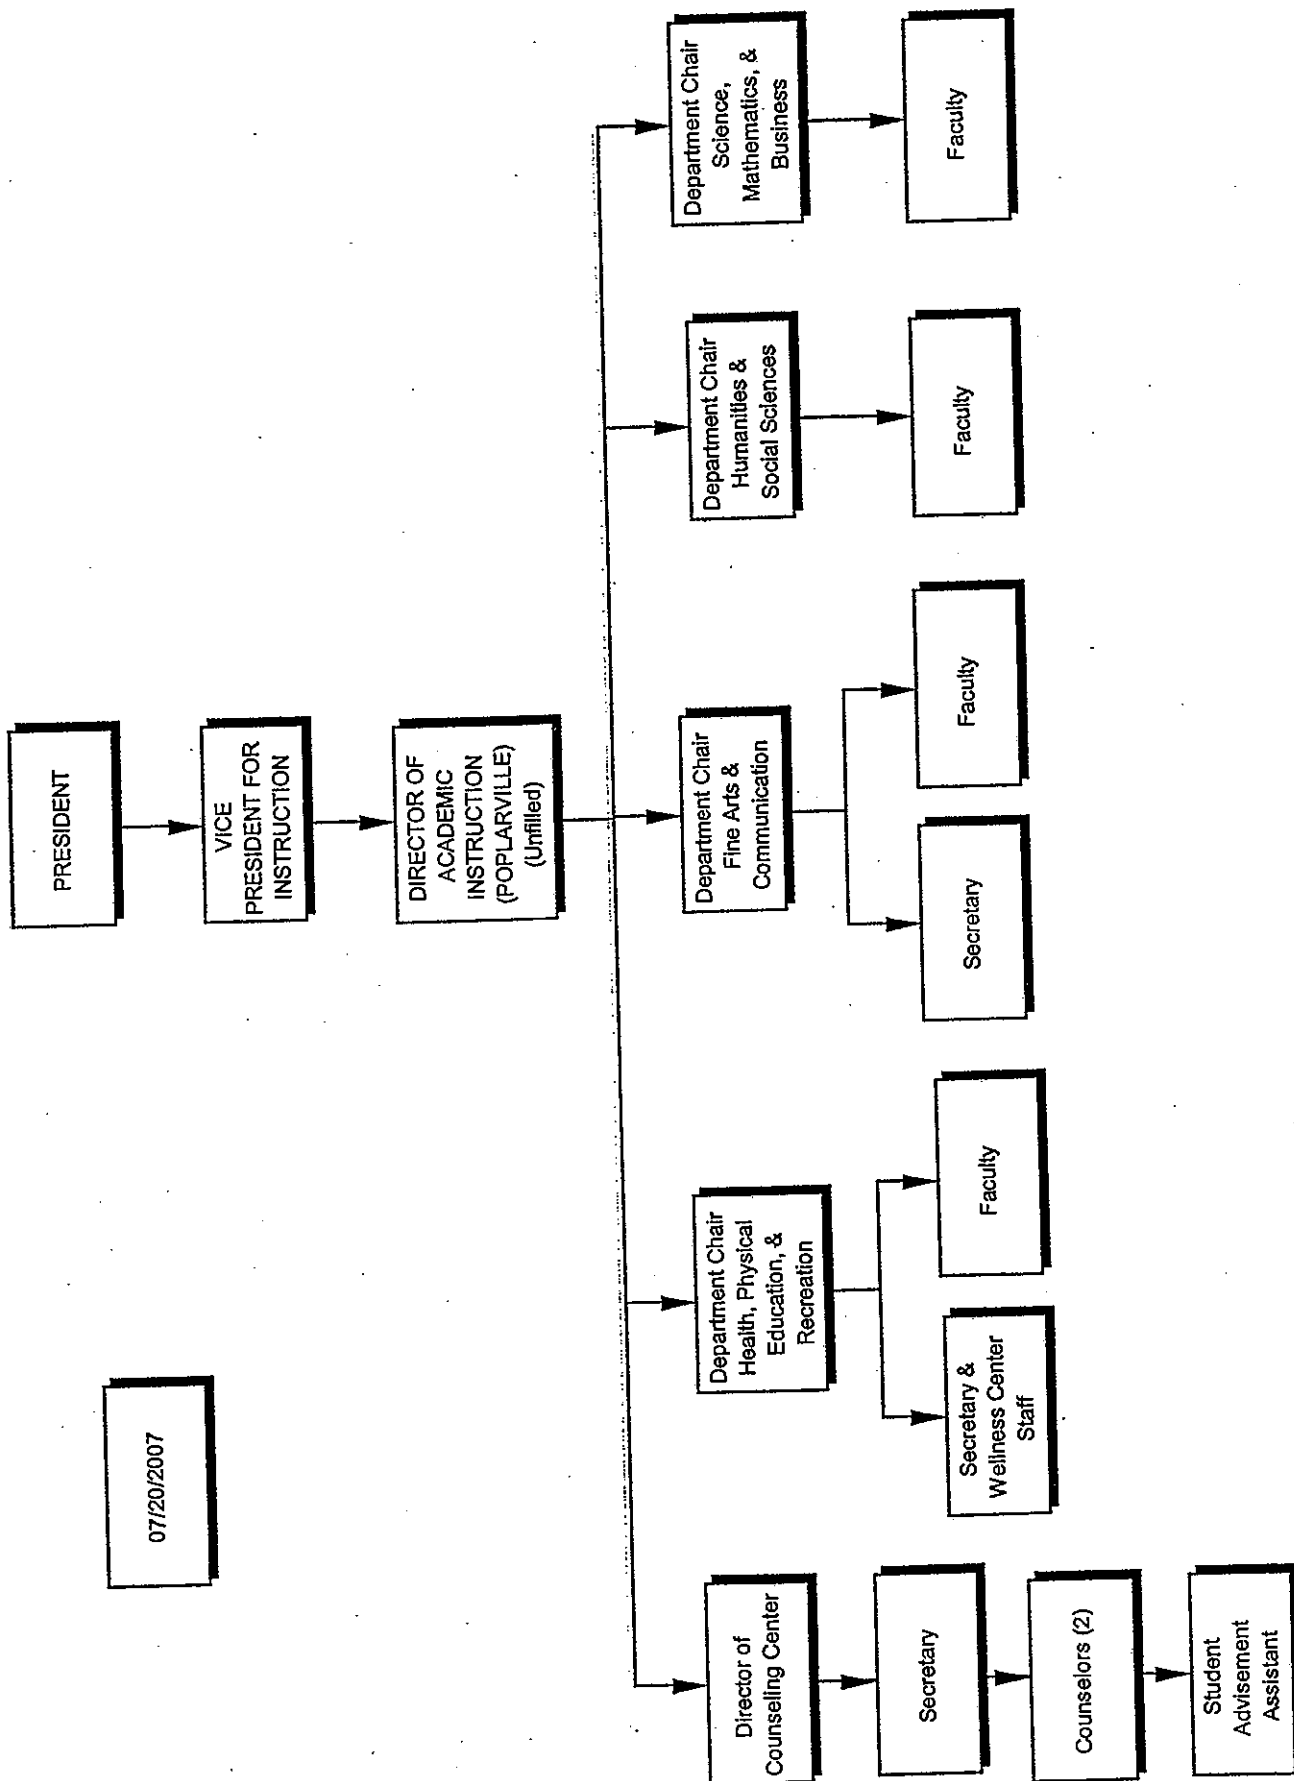 07/20/2007
PRESIDENT
VICE
PRESIDENT FOR
INSTRUCTION
DIRECTOR OF
ACADEMIC
INSTRUCTION
(POPLARVILLE)
(Unfilled)
Director of
Counseling Center
Secretary
Counselors (2)
Student
Advisement
Assistant
Department Chair
Health, Physical
Education, &
Recreation
Secretary &
Wellness Center
Staff
Faculty
Department Chair
Fine Arts &
Communication
Secretary
Faculty
Department Chair
Humanities &
Social Sciences
Faculty
Department Chair
Science,
Mathematics, &
Business
Faculty